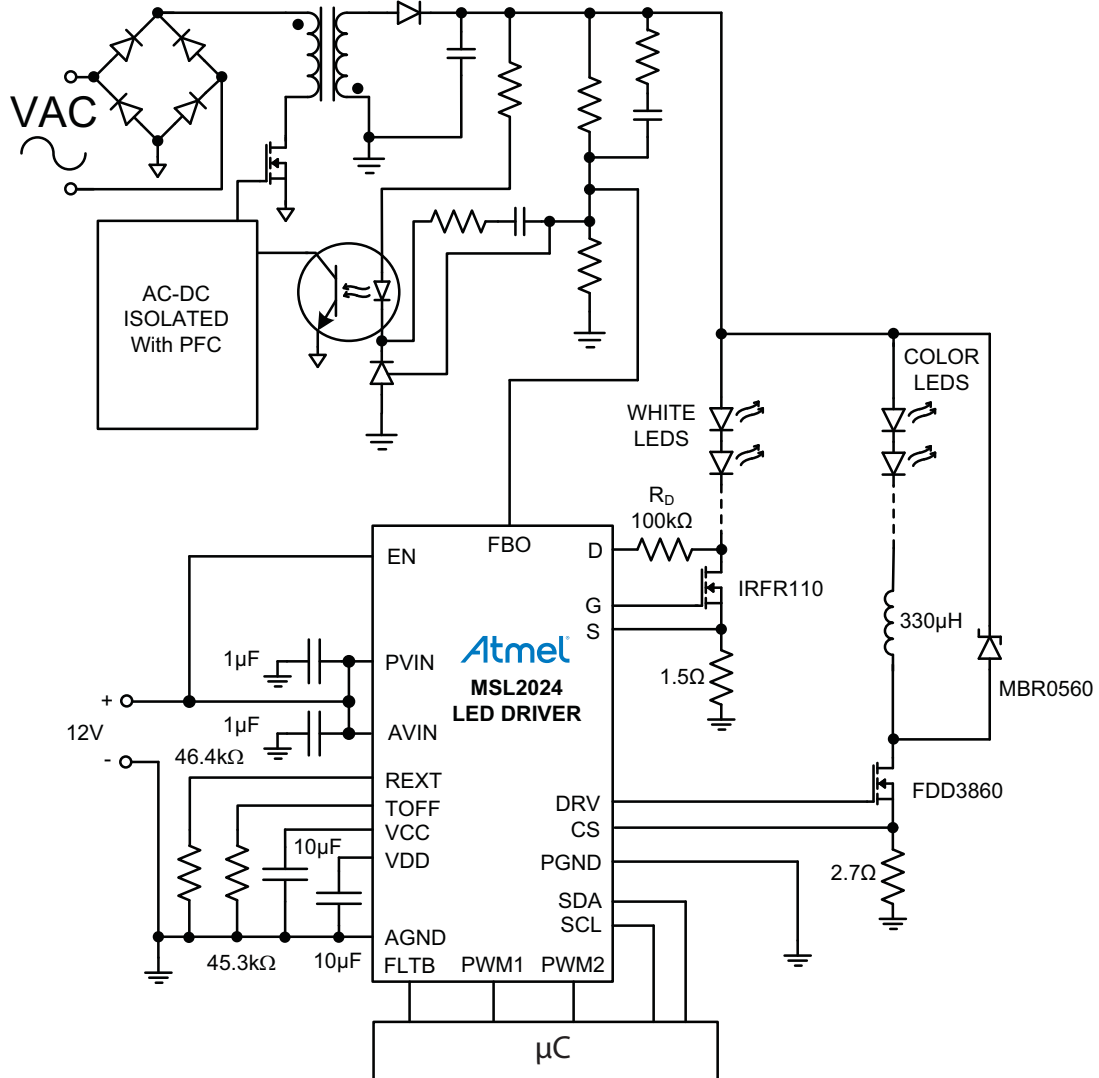 VAC
AC-DC
ISOLATED
With PFC
COLOR
LEDS
WHITE
LEDS
R_D
100kΩ
FBO
D
EN
IRFR110
G
S
330µH
1µF
PVIN
Atmel
MSL2024
LED DRIVER
1.5Ω
MBR0560
+
12V
-
1µF
AVIN
46.4kΩ
REXT
FDD3860
TOFF
DRV
VCC
CS
10µF
VDD
PGND
2.7Ω
SDA
SCL
AGND
45.3kΩ
10µF
FLTB
PWM1
PWM2
µC